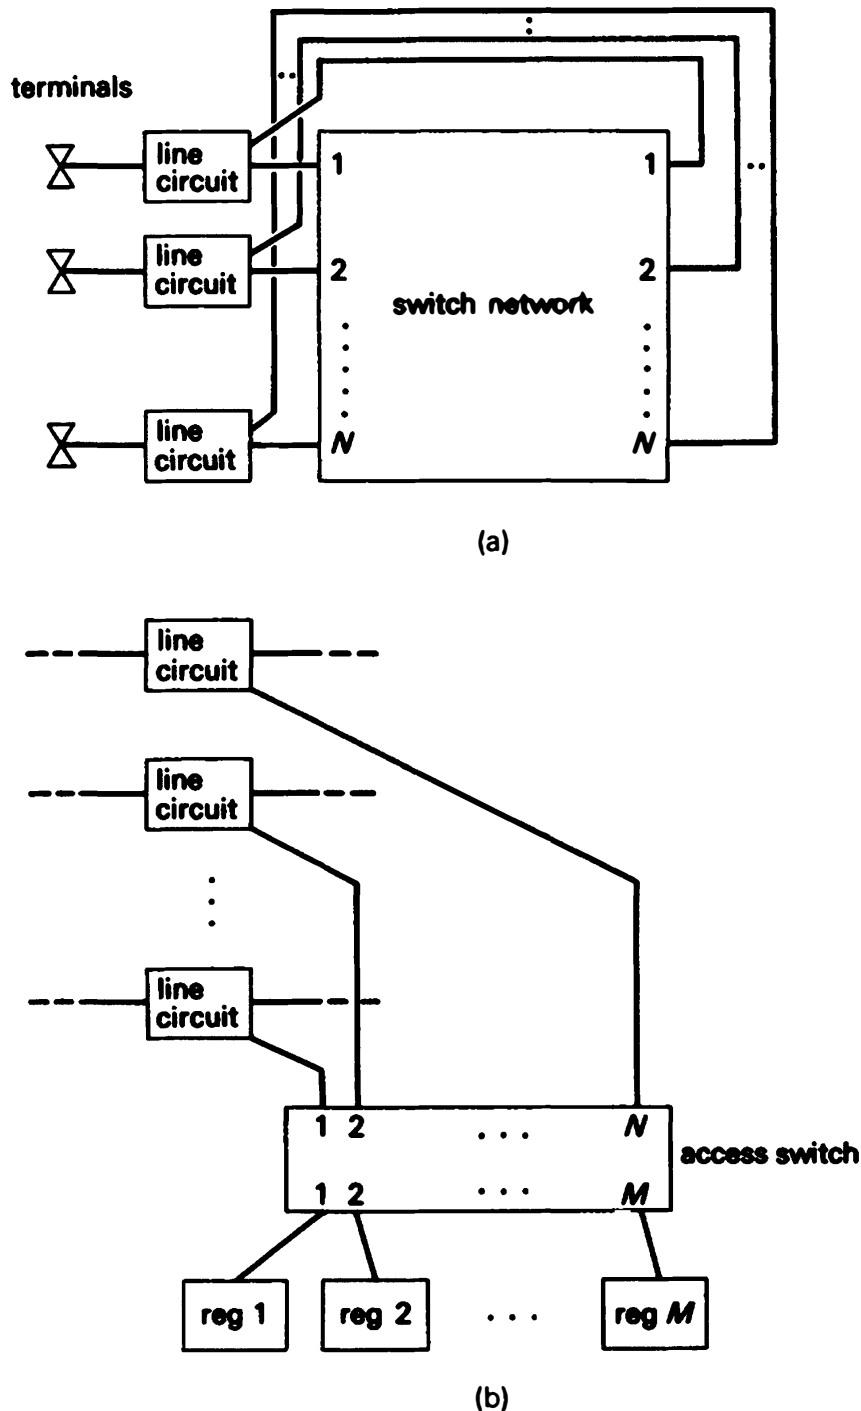 terminals
line
circuit
1
1
line
circuit
2
2
switch network
line
circuit
N
N
(a)
line
circuit
line
circuit
line
circuit
1 2 ... N
access switch
1 2 ... M
reg 1
reg 2
...
reg M
(b)